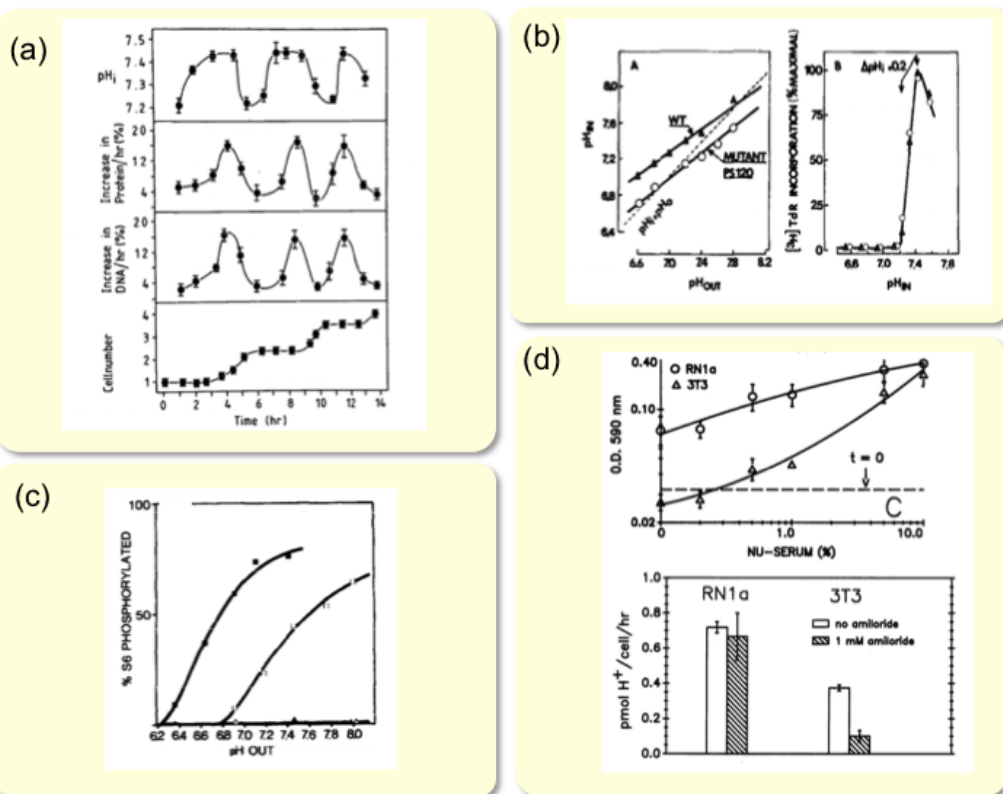 (a)
pHi
7.5
7.4
7.3
7.2
Increase in Protein/hr (%)
20
12
4
Increase in DNA/hr (%)
20
12
4
Cell number
4
3
2
1
0 2 4 6 8 10 12 14
Time (hr)
(b)
A
pHIN
8,0
7,6
7.2
6,8
6,4
WT
MUTANT
PS120
pHi=pHo
6.6 7.0 7.4 7.8 8.2
pHOUT
B ΔpHi =0.2
[3H] TdR INCORPORATION (% MAXIMAL)
100
75
50
25
0
6.6 7.0 7.4 7.8
pHIN
(c)
% S6 PHOSPHORYLATED
100
50
6.2 6.4 6.6 6.8 6.9 7.2 7.4 7.6 8.0
pH OUT
(d)
O.D. 590 nm
0.40
0.10
0.02
RN1a
3T3
t = 0
C
0.0 1.0 10.0
NU-SERUM (%)
pmol H+/cell/hr
1.0
0.8
0.6
0.4
0.2
0.0
RN1a 3T3
no amiloride
1 mM amiloride